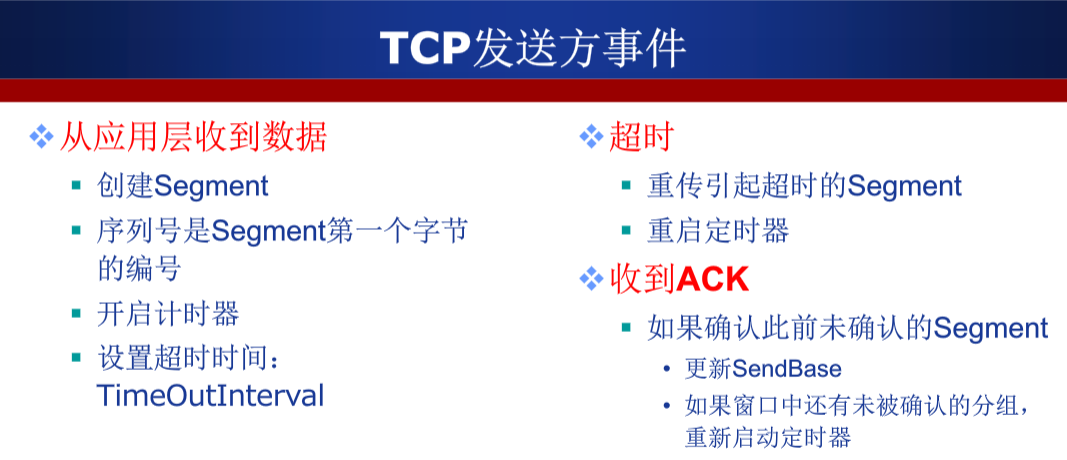 TCP发送方事件
从应用层收到数据
创建Segment
序列号是Segment第一个字节
的编号
开启计时器
设置超时时间：
TimeOutInterval
超时
重传引起超时的Segment
重启定时器
收到ACK
如果确认此前未确认的Segment
更新SendBase
如果窗口中还有未被确认的分组，
重新启动定时器